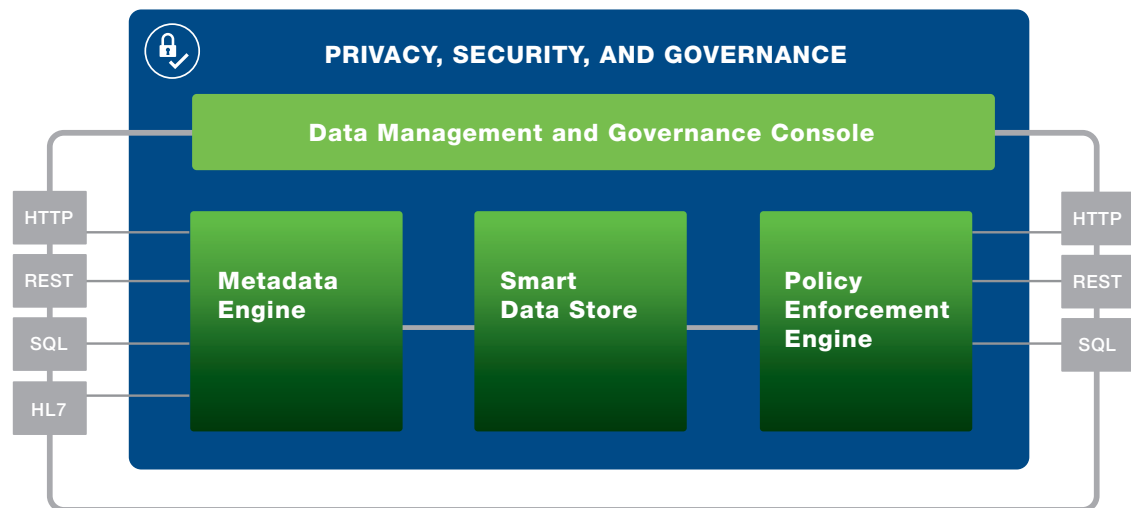 PRIVACY, SECURITY, AND GOVERNANCE
Data Management and Governance Console
HTTP
REST
SQL
HL7
Metadata
Engine
Smart
Data Store
Policy
Enforcement
Engine
HTTP
REST
SQL